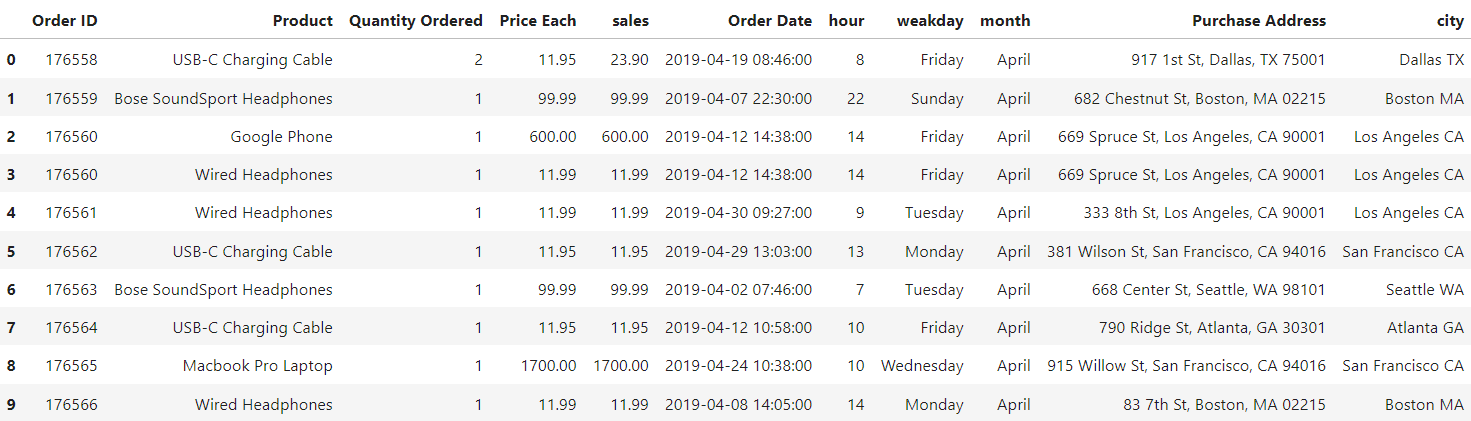 Order ID Product Quantity Ordered Price Each sales Order Date hour weakday month Purchase Address city
0 176558 USB-C Charging Cable 2 11.95 23.90 2019-04-19 08:46:00 8 Friday April 917 1st St, Dallas, TX 75001 Dallas TX
1 176559 Bose SoundSport Headphones 1 99.99 99.99 2019-04-07 22:30:00 22 Sunday April 682 Chestnut St, Boston, MA 02215 Boston MA
2 176560 Google Phone 1 600.00 600.00 2019-04-12 14:38:00 14 Friday April 669 Spruce St, Los Angeles, CA 90001 Los Angeles CA
3 176560 Wired Headphones 1 11.99 11.99 2019-04-12 14:38:00 14 Friday April 669 Spruce St, Los Angeles, CA 90001 Los Angeles CA
4 176561 Wired Headphones 1 11.99 11.99 2019-04-30 09:27:00 9 Tuesday April 333 8th St, Los Angeles, CA 90001 Los Angeles CA
5 176562 USB-C Charging Cable 1 11.95 11.95 2019-04-29 13:03:00 13 Monday April 381 Wilson St, San Francisco, CA 94016 San Francisco CA
6 176563 Bose SoundSport Headphones 1 99.99 99.99 2019-04-02 07:46:00 7 Tuesday April 668 Center St, Seattle, WA 98101 Seattle WA
7 176564 USB-C Charging Cable 1 11.95 11.95 2019-04-12 10:58:00 10 Friday April 790 Ridge St, Atlanta, GA 30301 Atlanta GA
8 176565 Macbook Pro Laptop 1 1700.00 1700.00 2019-04-24 10:38:00 10 Wednesday April 915 Willow St, San Francisco, CA 94016 San Francisco CA
9 176566 Wired Headphones 1 11.99 11.99 2019-04-08 14:05:00 14 Monday April 83 7th St, Boston, MA 02215 Boston MA